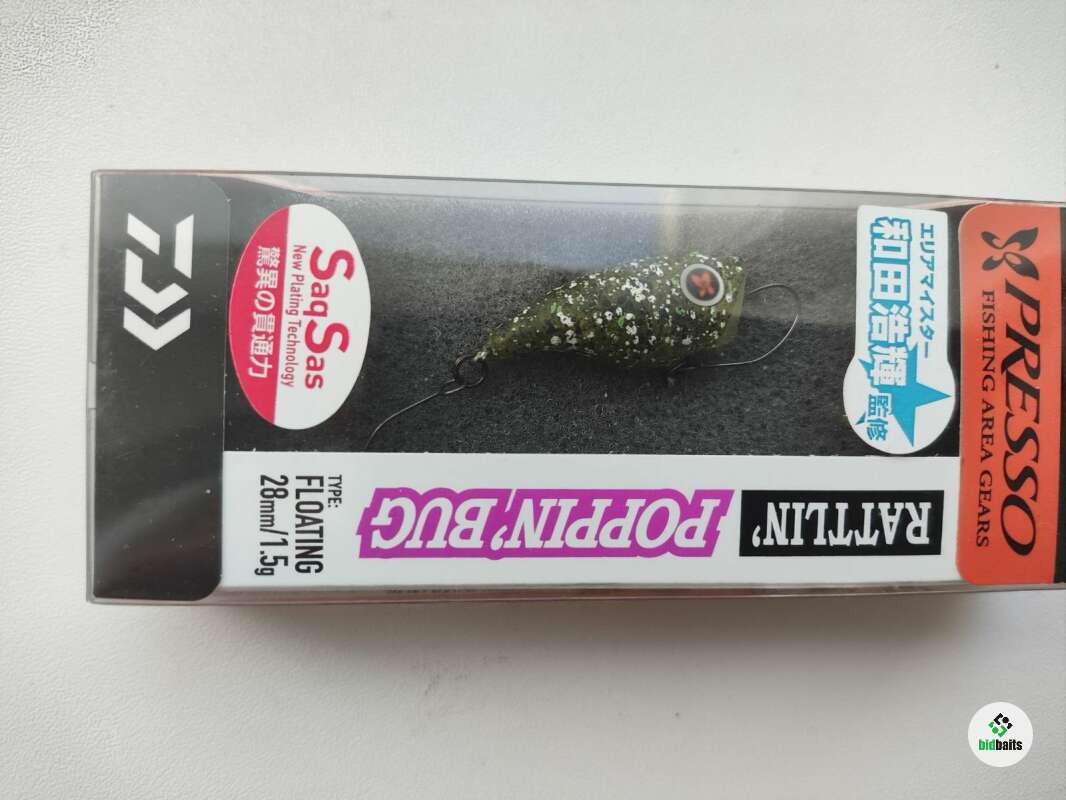 PRESSO
FISHING AREA GEARS
エリアマイスター
和田浩輝
監修
SaqSas
New Plating Technology
驚異の貫通力
RATTLIN'
POPPIN' BUG
TYPE:
FLOATING
28mm/1.5g
bidbaits